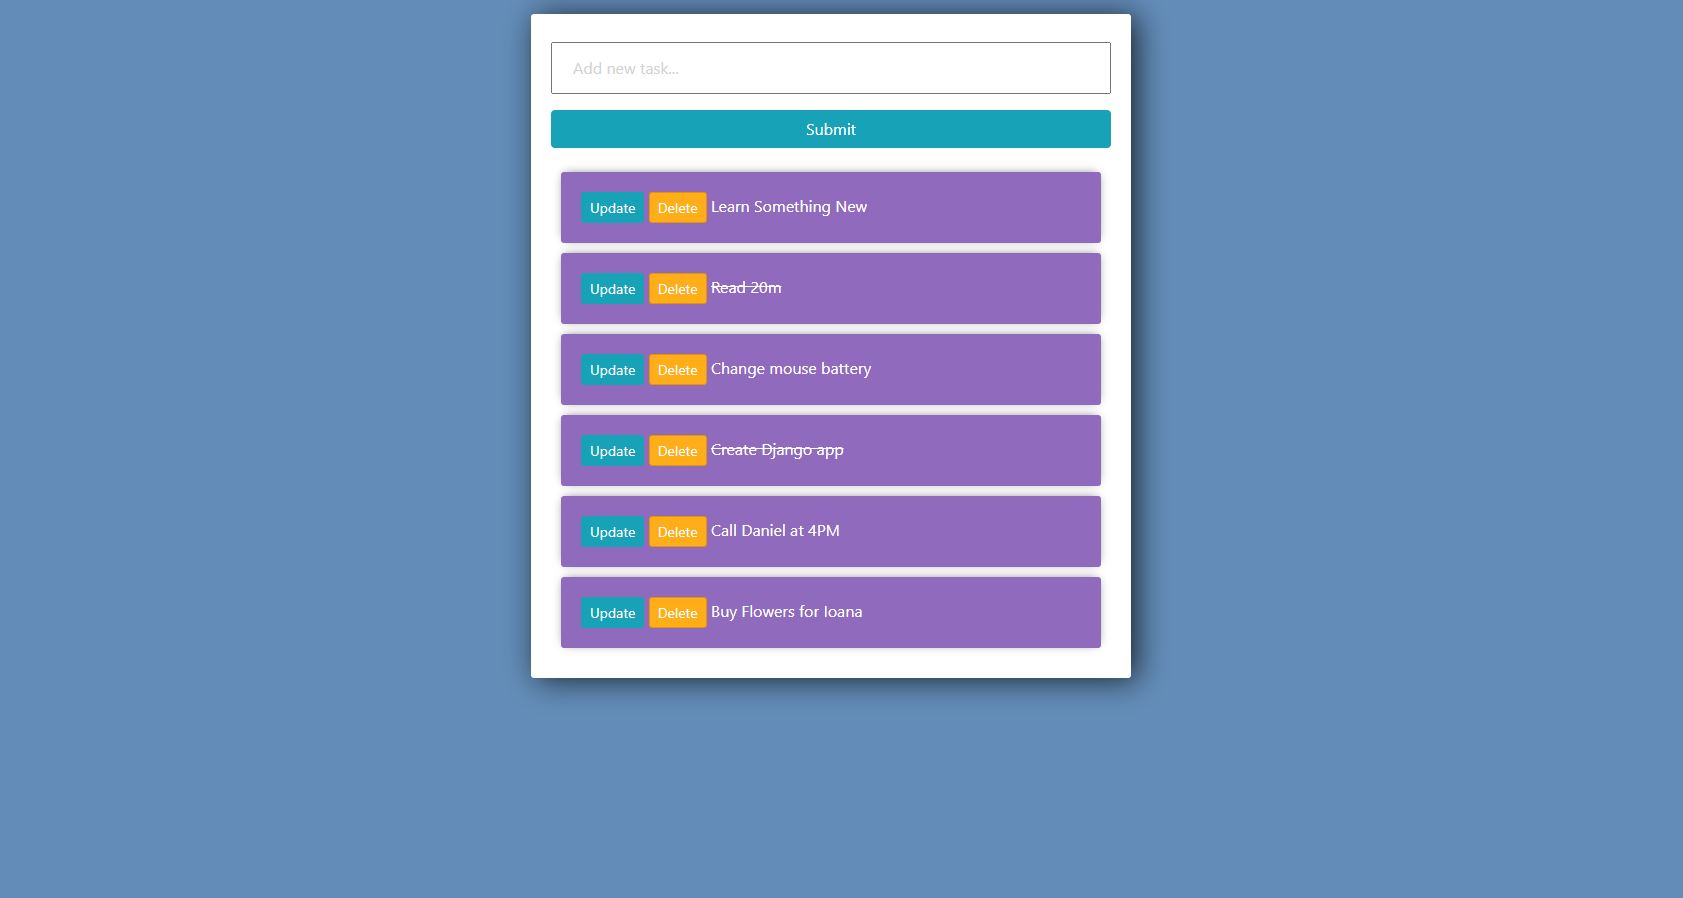 Add new task...
Submit
Update Delete Learn Something New
Update Delete Read 20m
Update Delete Change mouse battery
Update Delete Create Django app
Update Delete Call Daniel at 4PM
Update Delete Buy Flowers for Ioana